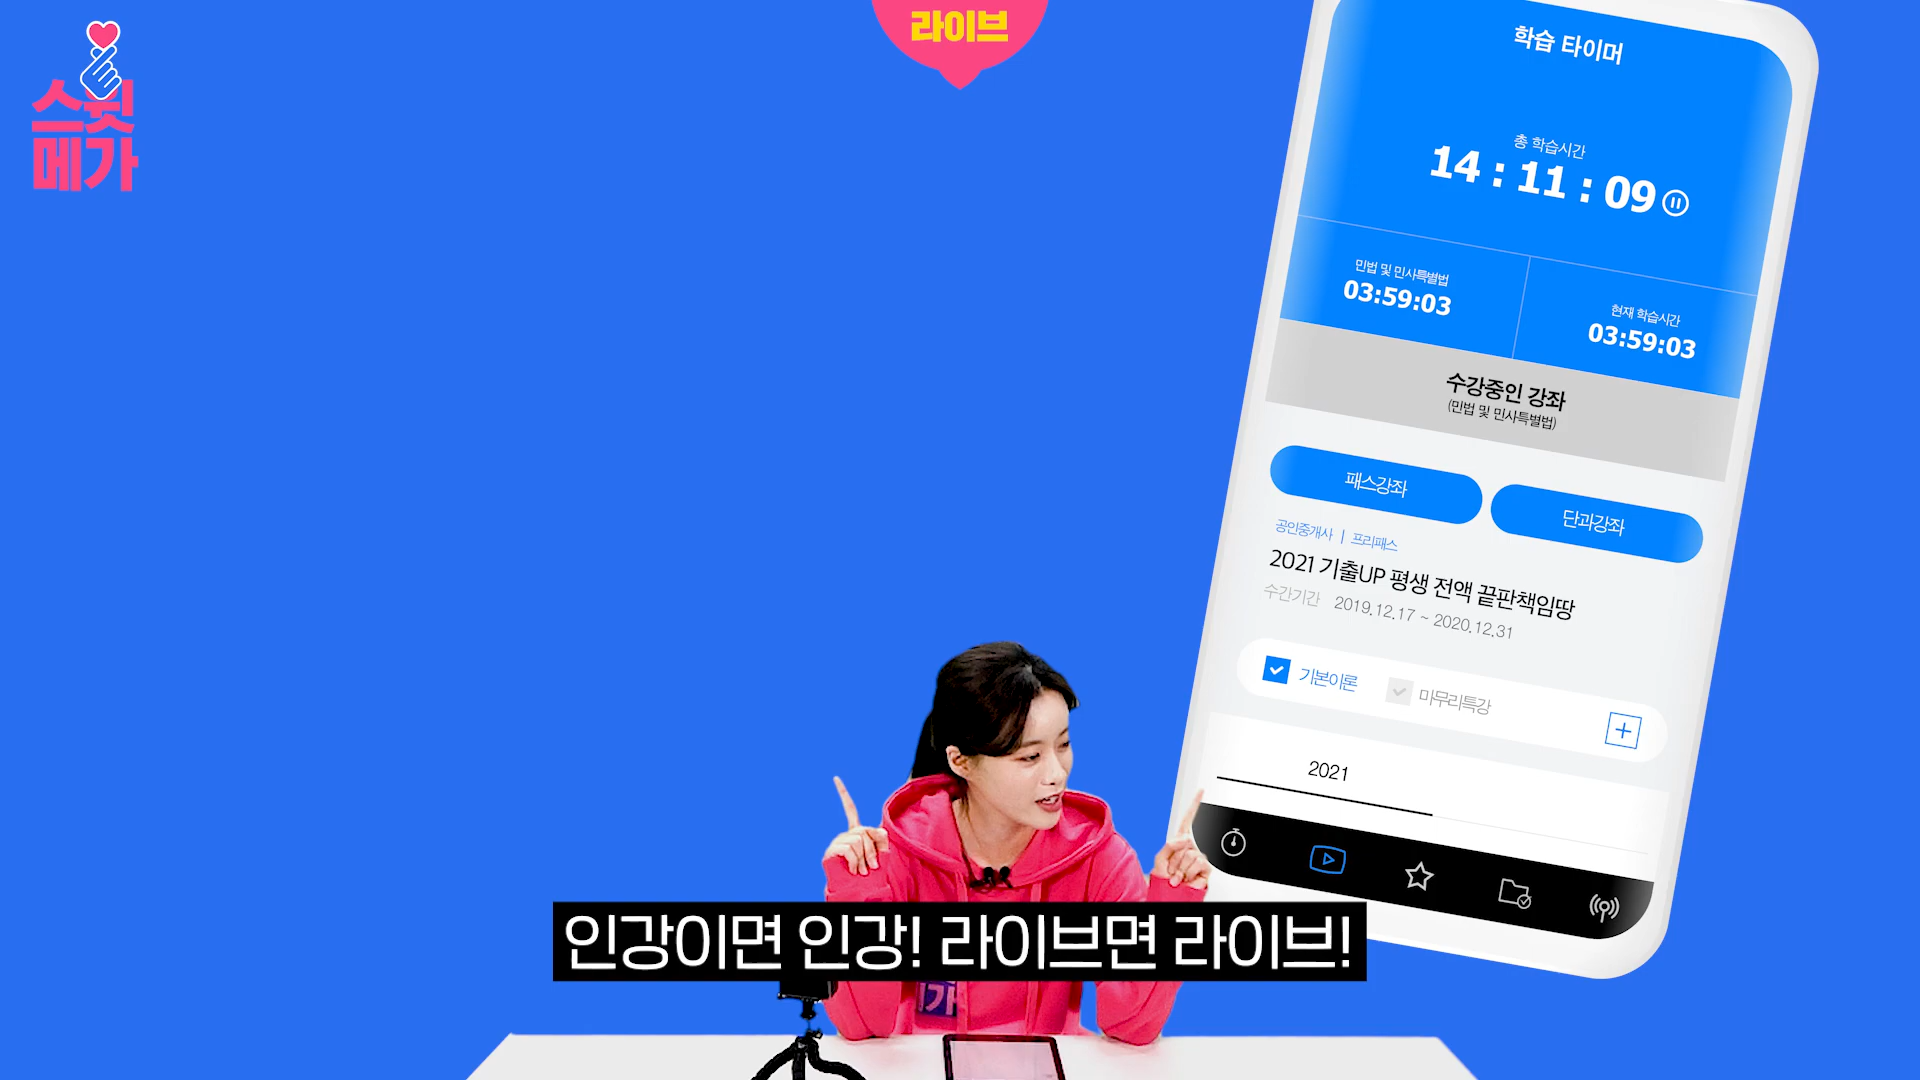 라이브
스윗
메가
학습 타이머
총 학습시간
14 : 11 : 09
민법 및 민사특별법
03:59:03
현재 학습시간
03:59:03
수강중인 강좌
(민법 및 민사특별법)
패스강좌
단과강좌
공인중개사 | 프리패스
2021 기출UP 평생 전액 끝판책임땅
수간기간 2019.12.17 ~ 2020.12.31
기본이론
마무리특강
2021
인강이면 인강! 라이브면 라이브!
가